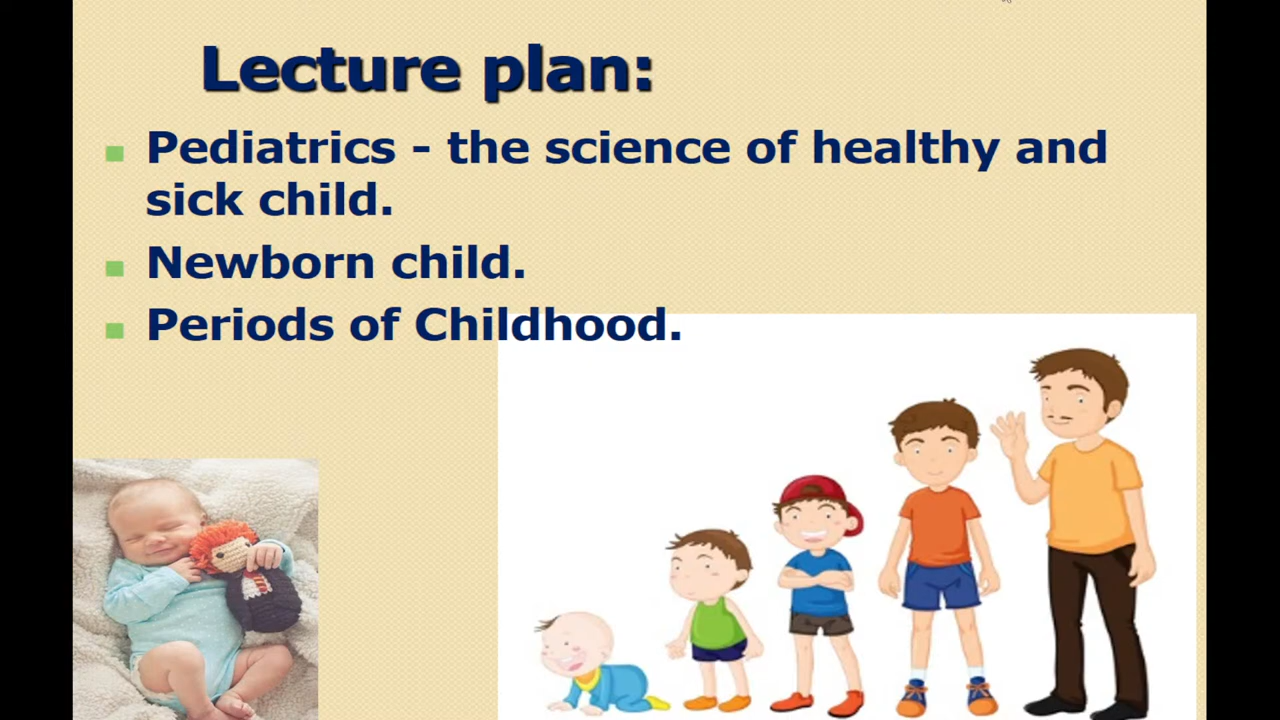 Lecture plan:
Pediatrics - the science of healthy and
sick child.
Newborn child.
Periods of Childhood.